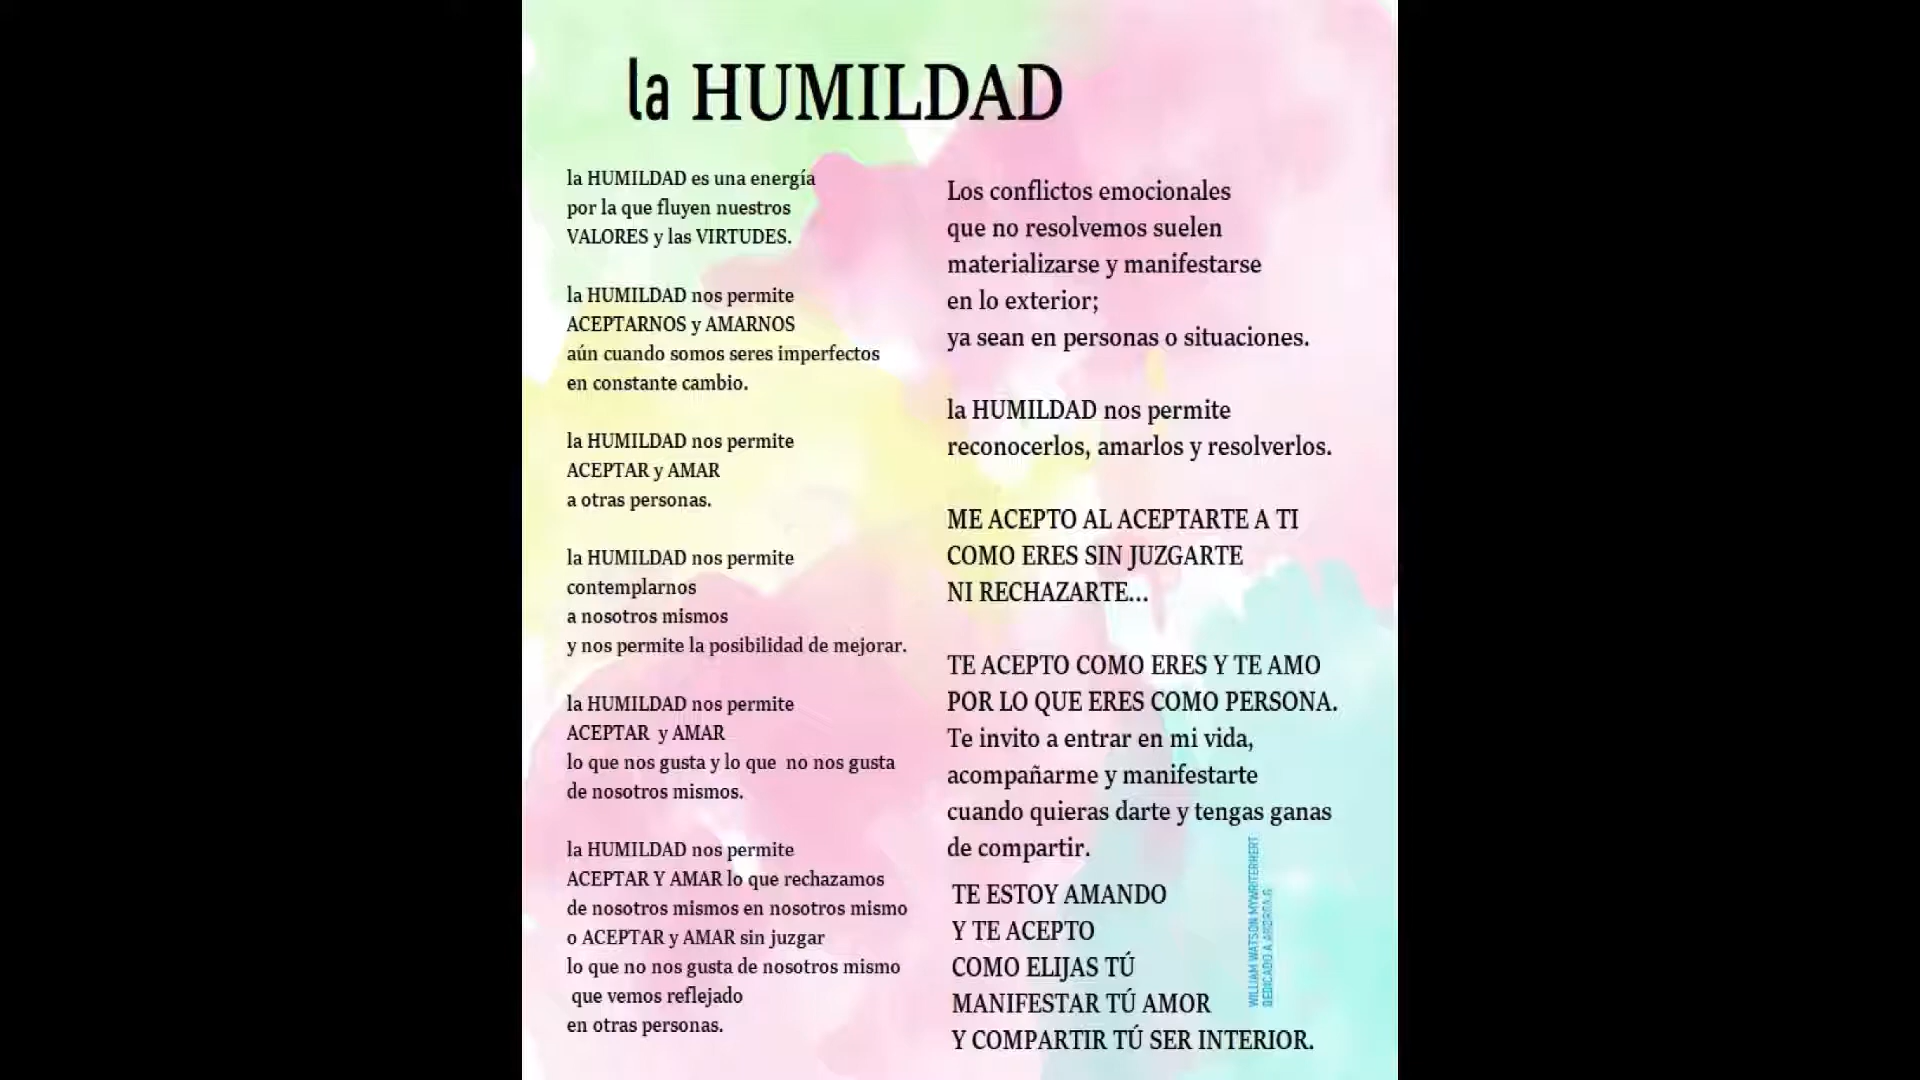 la HUMILDAD
la HUMILDAD es una energía
por la que fluyen nuestros
VALORES y las VIRTUDES.
la HUMILDAD nos permite
ACEPTARNOS y AMARNOS
aún cuando somos seres imperfectos
en constante cambio.
la HUMILDAD nos permite
ACEPTAR y AMAR
a otras personas.
la HUMILDAD nos permite
contemplarnos
a nosotros mismos
y nos permite la posibilidad de mejorar.
la HUMILDAD nos permite
ACEPTAR y AMAR
lo que nos gusta y lo que no nos gusta
de nosotros mismos.
la HUMILDAD nos permite
ACEPTAR Y AMAR lo que rechazamos
de nosotros mismos en nosotros mismo
o ACEPTAR y AMAR sin juzgar
lo que no nos gusta de nosotros mismo
que vemos reflejado
en otras personas.
Los conflictos emocionales
que no resolvemos suelen
materializarse y manifestarse
en lo exterior;
ya sean en personas o situaciones.
la HUMILDAD nos permite
reconocerlos, amarlos y resolverlos.
ME ACEPTO AL ACEPTARTE A TI
COMO ERES SIN JUZGARTE
NI RECHAZARTE...
TE ACEPTO COMO ERES Y TE AMO
POR LO QUE ERES COMO PERSONA.
Te invito a entrar en mi vida,
acompañarme y manifestarte
cuando quieras darte y tengas ganas
de compartir.
TE ESTOY AMANDO
Y TE ACEPTO
COMO ELIJAS TÚ
MANIFESTAR TÚ AMOR
Y COMPARTIR TÚ SER INTERIOR.
WILLIAM WATSON
DEDICADO A ANDREA.G